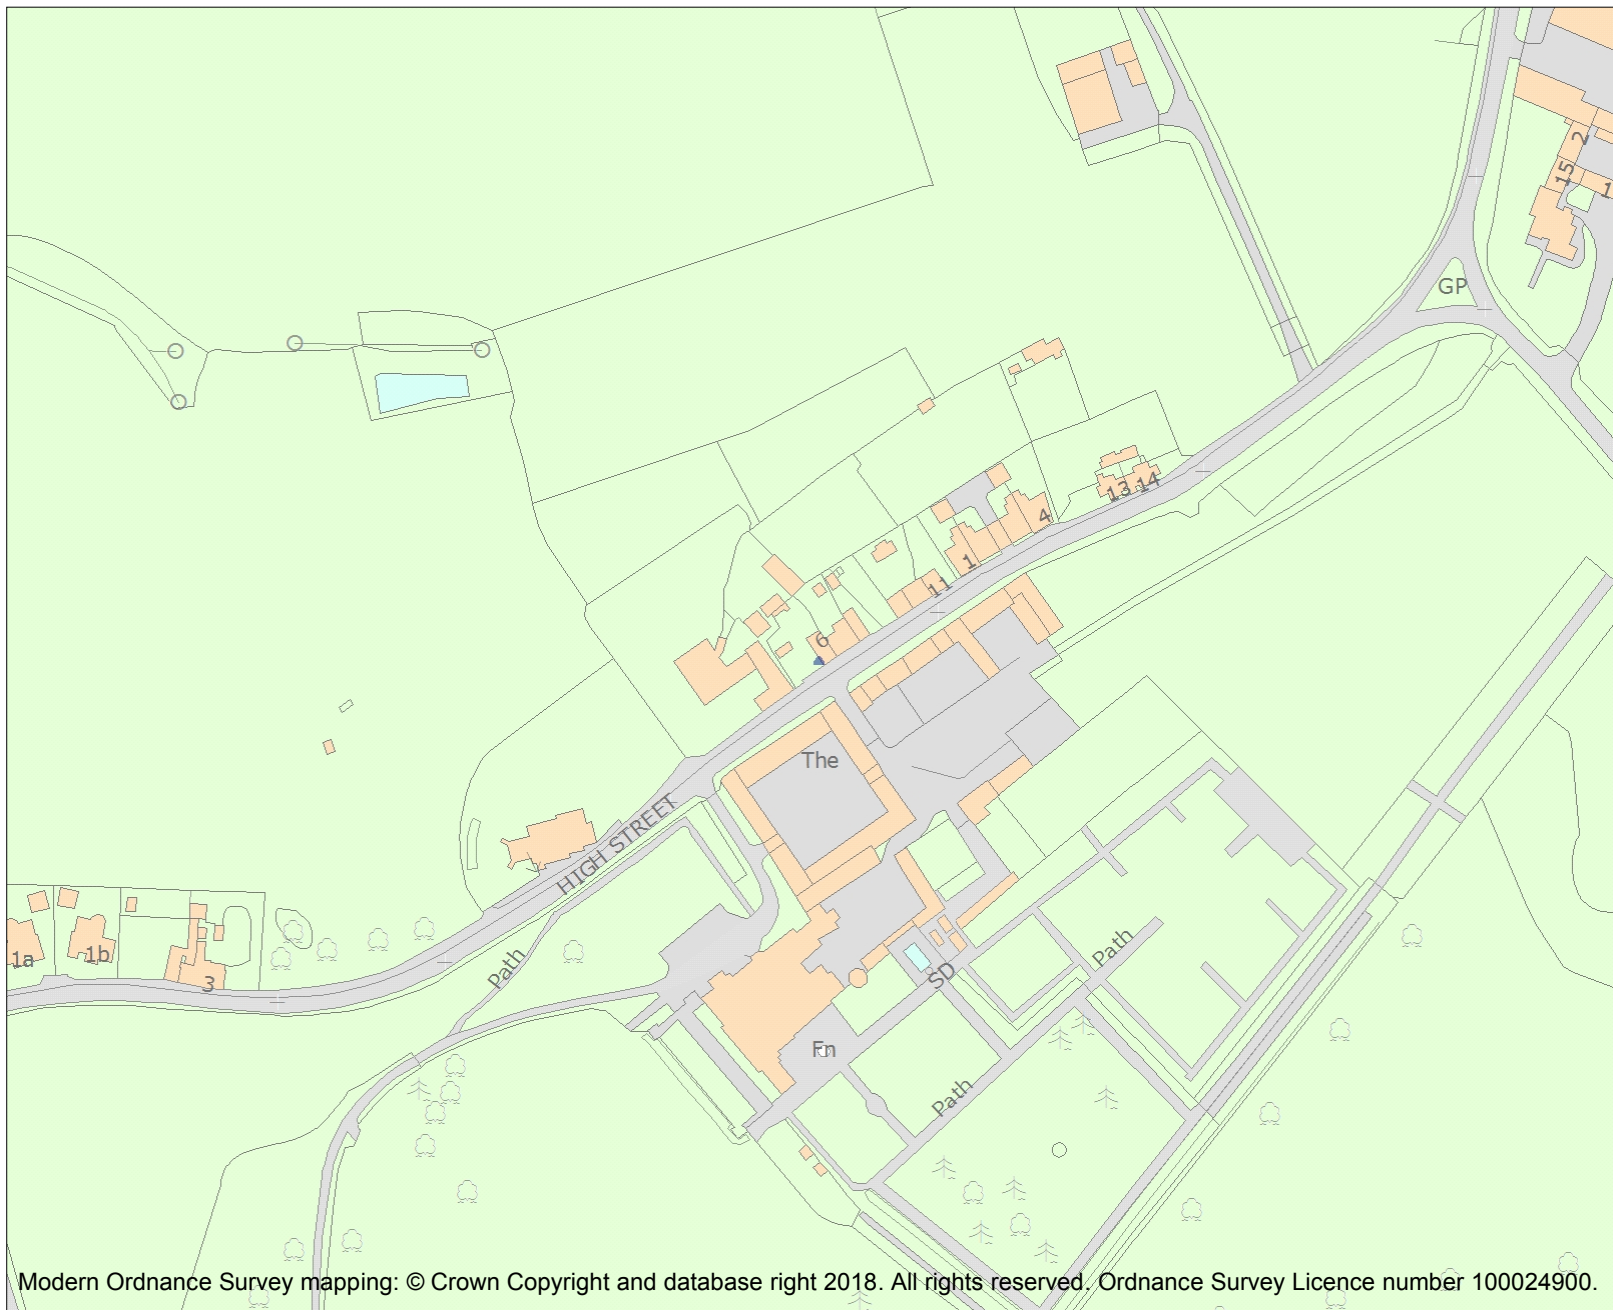 2
15
1
GP
13 14
4
1
11
6
The
HIGH STREET
1a
1b
3
Path
SD
Path
Fn
Path
Modern Ordnance Survey mapping: © Crown Copyright and database right 2018. All rights reserved. Ordnance Survey Licence number 100024900.